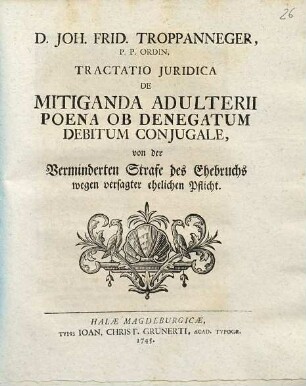 26
D. JOH. FRID. TROPPANNEGER,
P. P. ORDIN,
TRACTATIO JURIDICA
DE
MITIGANDA ADULTERII
POENA OB DENEGATUM
DEBITUM CONJUGALE,
von der
Verminderten Strafe des Ehebruchs
wegen versagter ehelichen Pflicht.
HALÆ MAGDEBURGICÆ,
TYPIS IOAN, CHRIST. GRUNERTI, ACAD. TYPOGR.
1745.